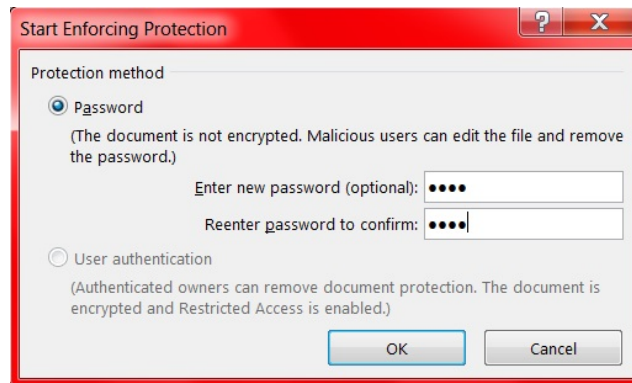 Start Enforcing Protection
?
X
Protection method
Password
(The document is not encrypted. Malicious users can edit the file and remove
the password.)
Enter new password (optional): ●●●●
Reenter password to confirm: ●●●●
User authentication
(Authenticated owners can remove document protection. The document is
encrypted and Restricted Access is enabled.)
OK
Cancel